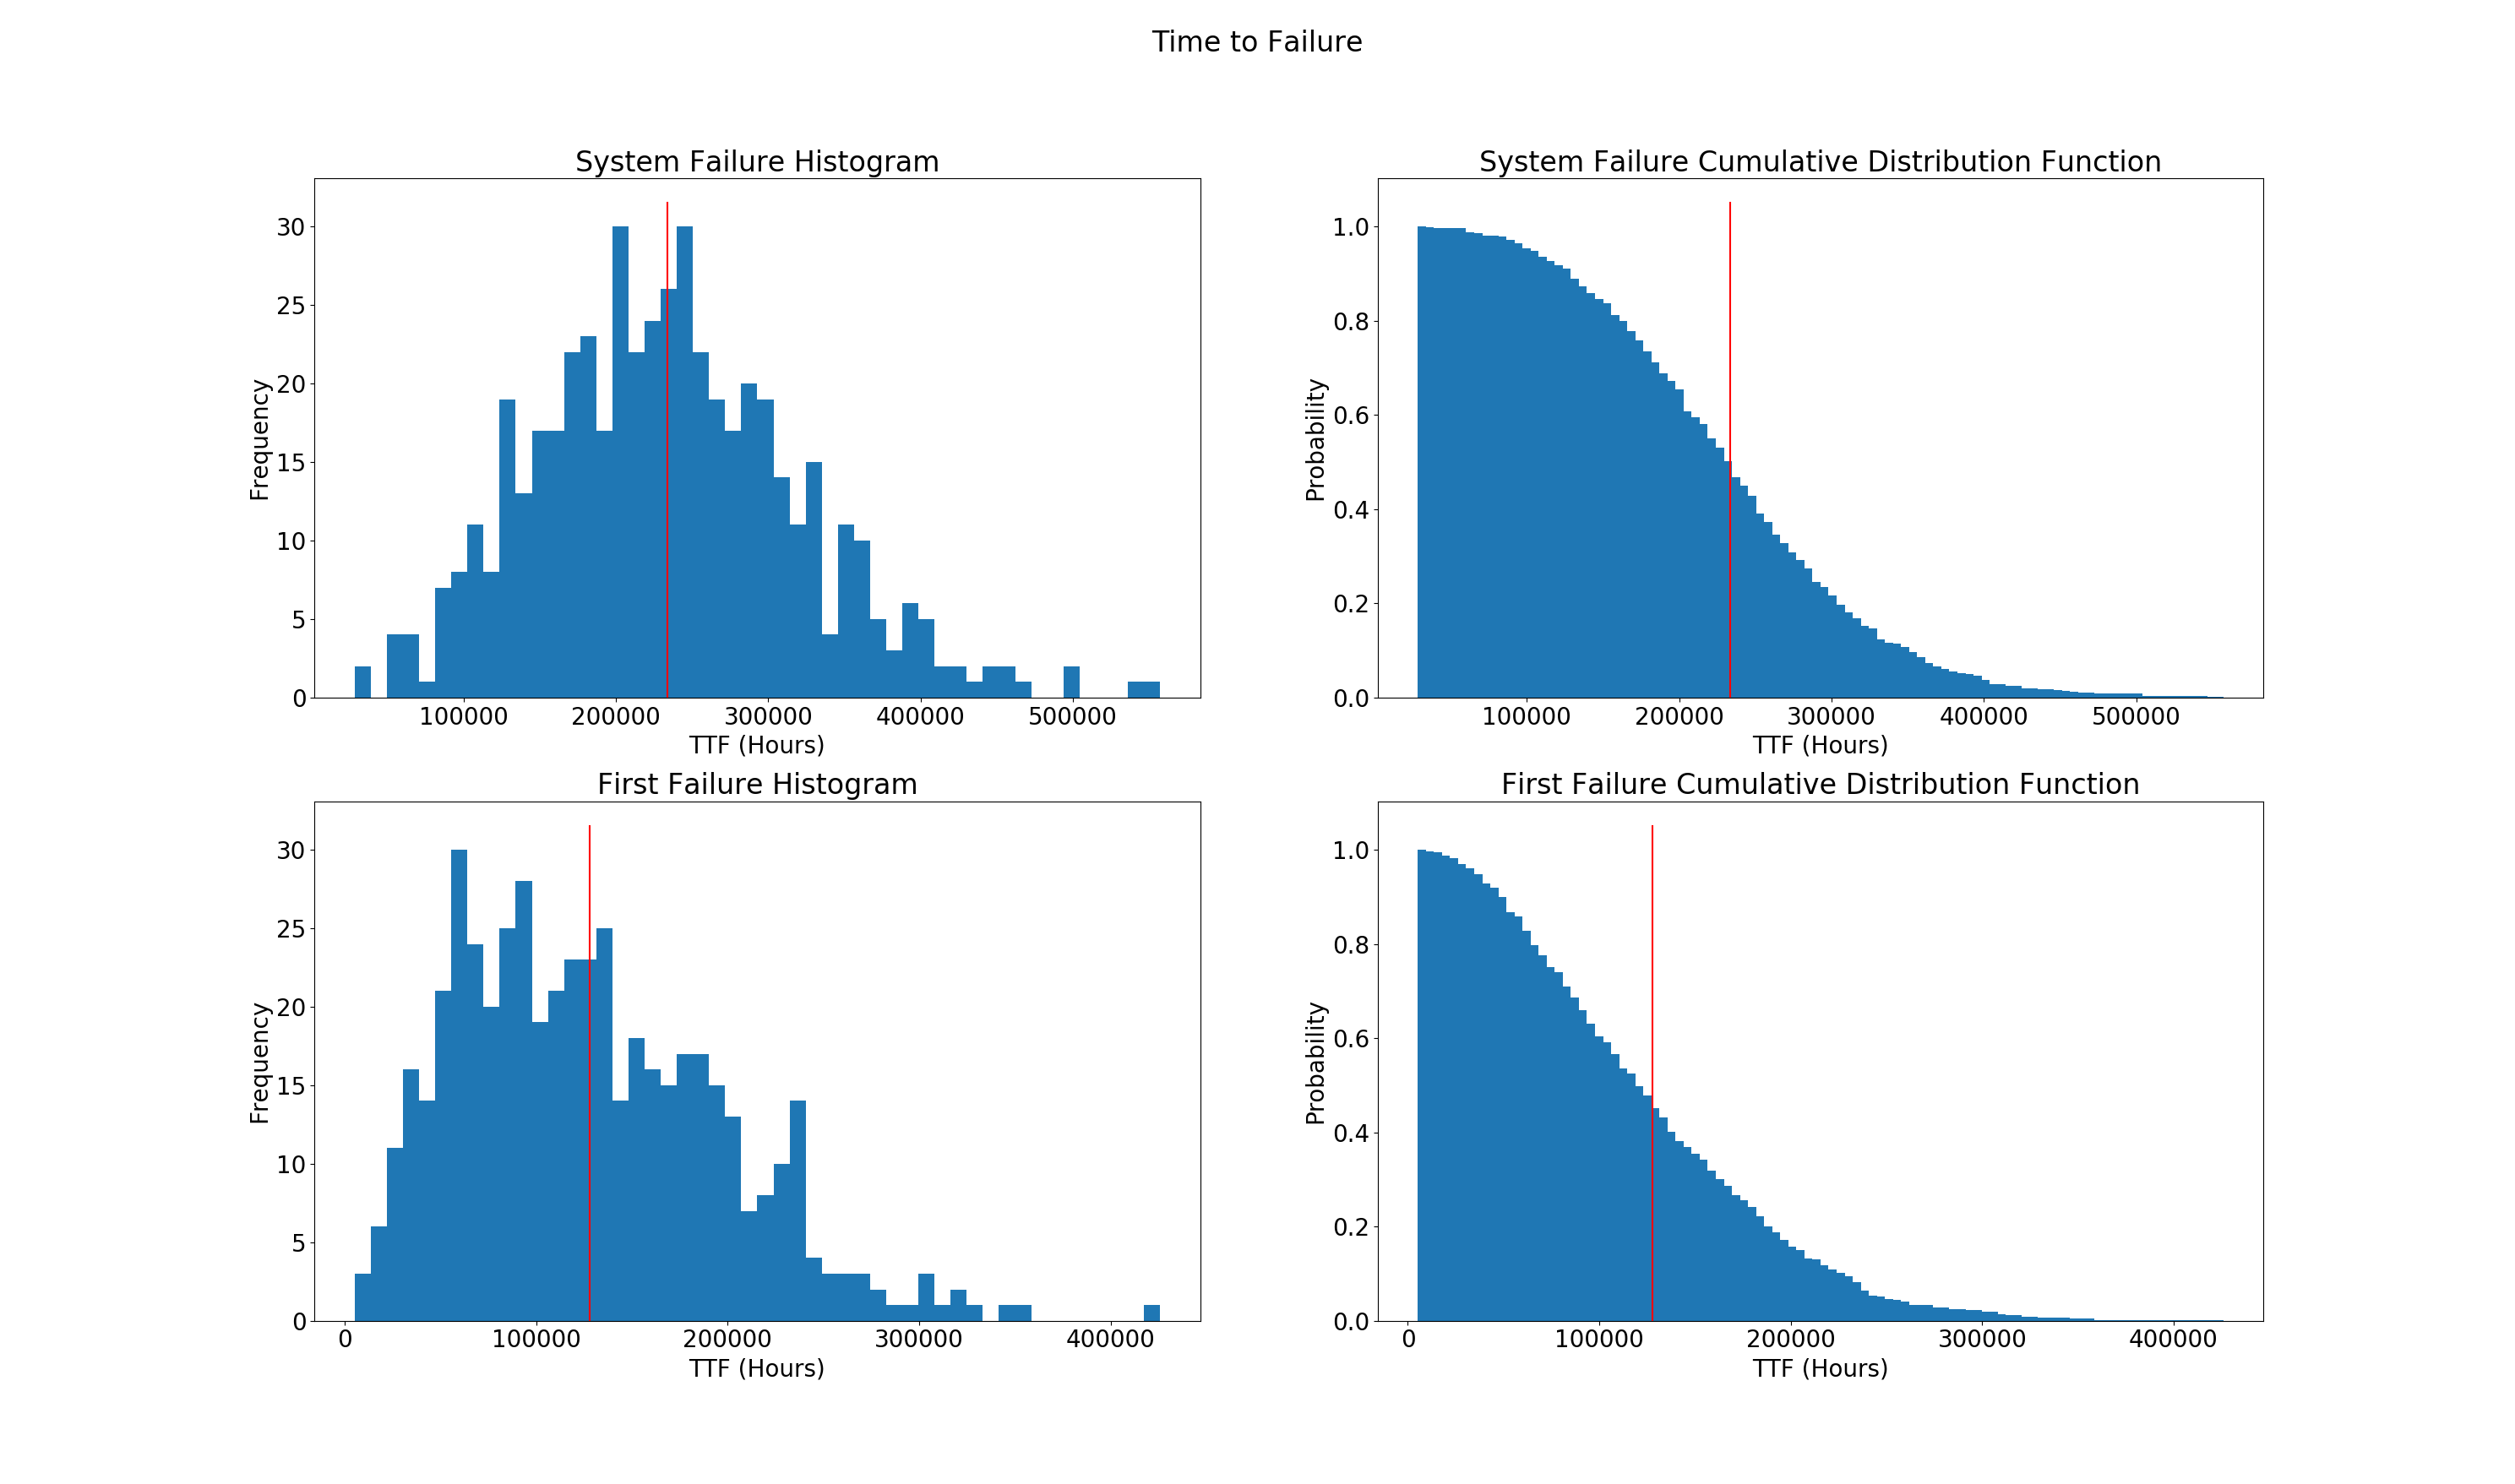 Time to Failure
System Failure Histogram
30
25
20
15
10
5
0
Frequency
100000 200000 300000 400000 500000
TTF (Hours)
System Failure Cumulative Distribution Function
1.0
0.8
0.6
0.4
0.2
0.0
Probability
100000 200000 300000 400000 500000
TTF (Hours)
First Failure Histogram
30
25
20
15
10
5
0
Frequency
0 100000 200000 300000 400000
TTF (Hours)
First Failure Cumulative Distribution Function
1.0
0.8
0.6
0.4
0.2
0.0
Probability
0 100000 200000 300000 400000
TTF (Hours)